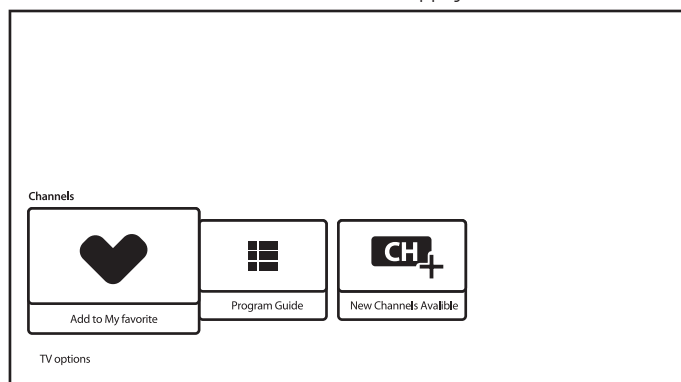 Channels
CH
Add to My favorite
Program Guide
New Channels Avalible
TV options